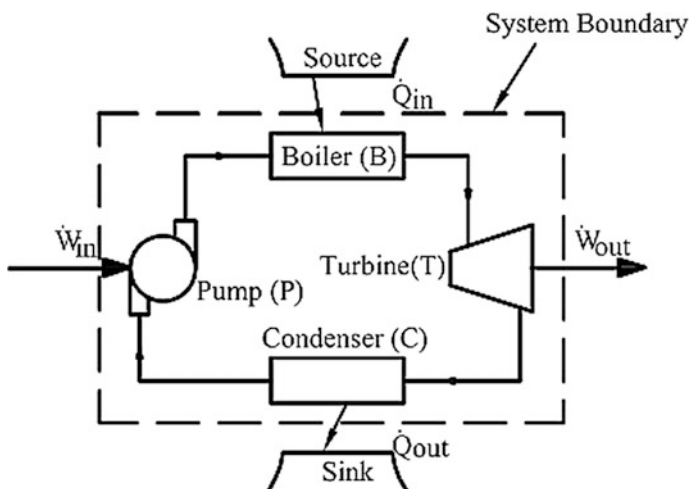 System Boundary
Source
Q̇in
Boiler (B)
Ẇin
Ẇout
Turbine(T)
Pump (P)
Condenser (C)
Q̇out
Sink